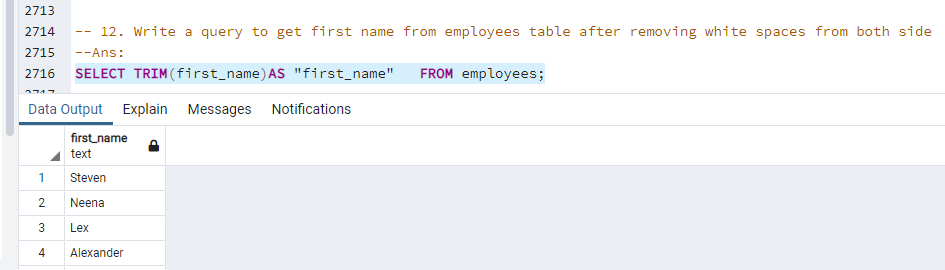 2713
2714 -- 12. Write a query to get first name from employees table after removing white spaces from both side
2715 --Ans:
2716 SELECT TRIM(first_name)AS "first_name"   FROM employees;
2717
Data Output Explain Messages Notifications
first_name
text
1 Steven
2 Neena
3 Lex
4 Alexander